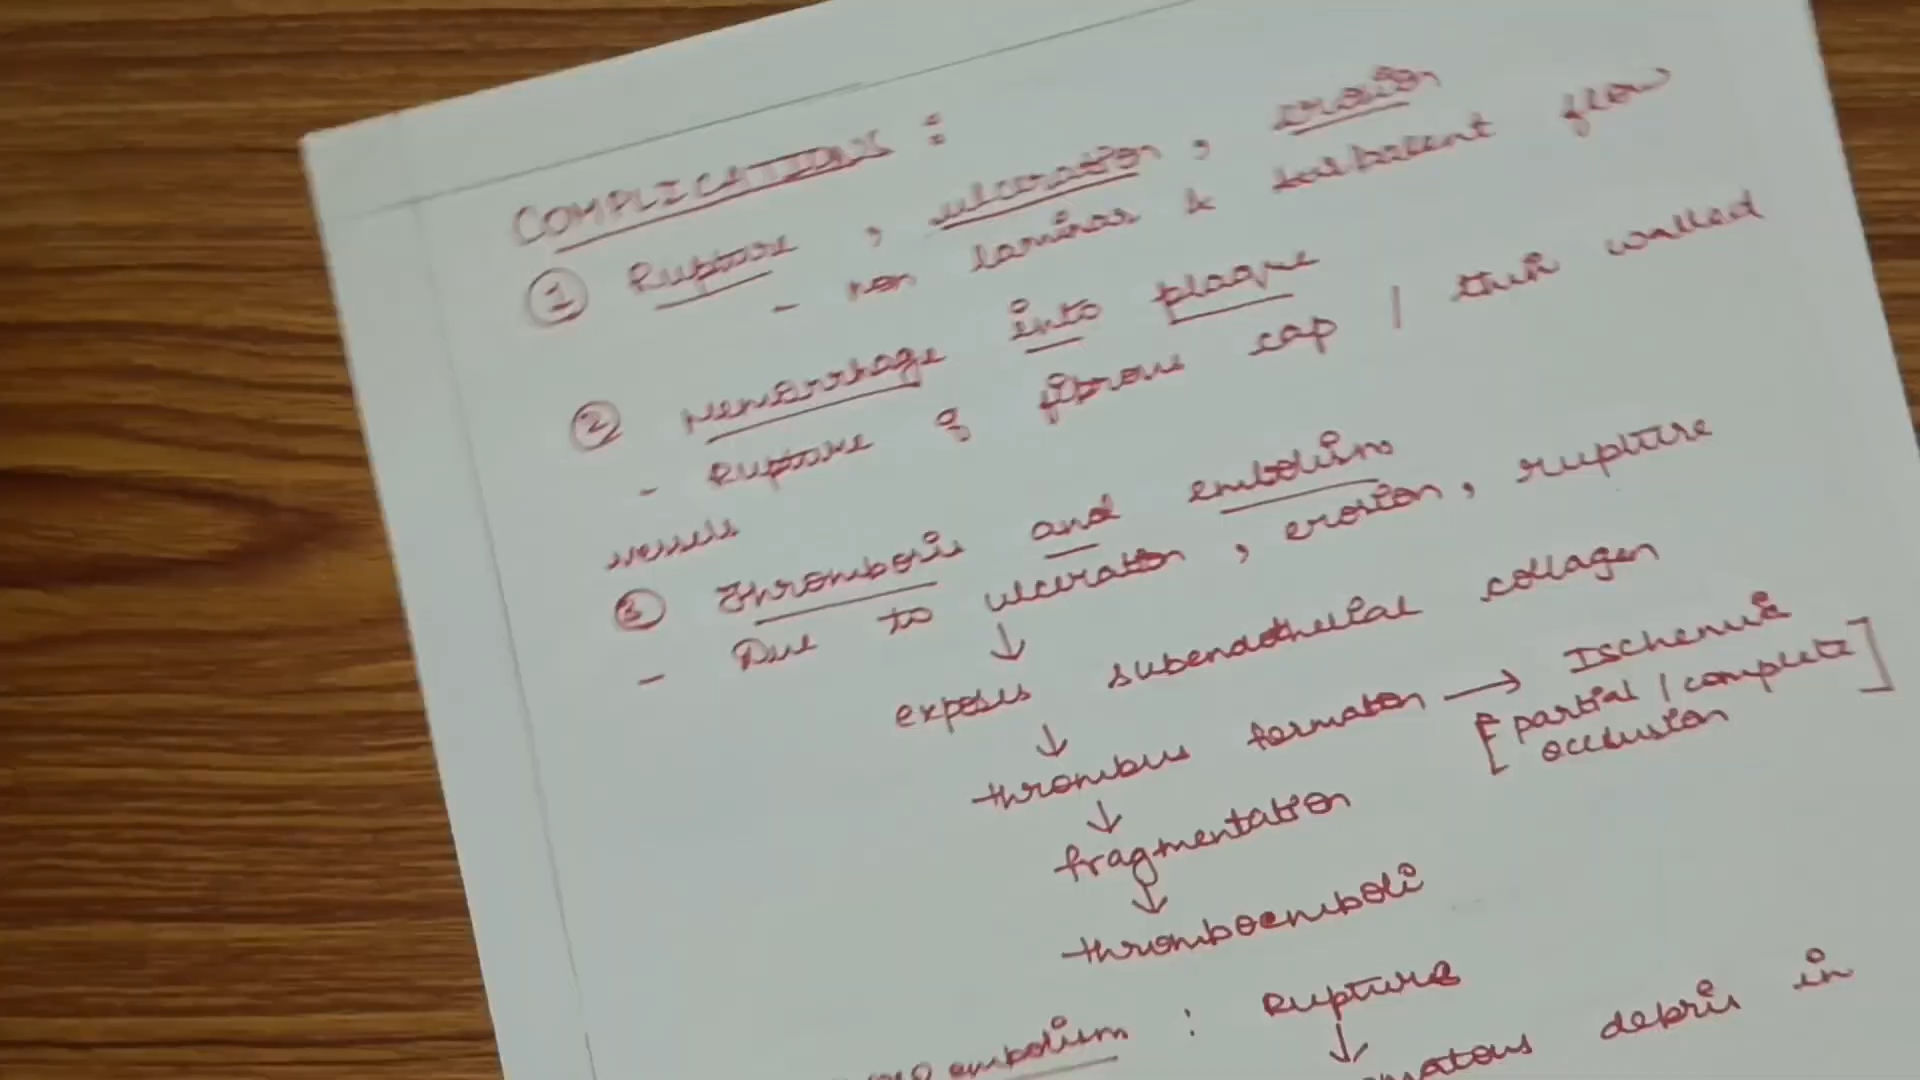 COMPLICATIONS :
① Rupture , ulceration , erosion
- non laminar & turbulent flow
② Hemorrhage into plaque
- Rupture of fibrous cap / thin walled
vessels
③ Thrombosis and embolism
- Due to ulceration , erosion , rupture
↓
exposes subendothelial collagen
↓
thrombus formation → Ischemia
[partial / complete occlusion]
↓
fragmentation
↓
thromboemboli
embolism : Rupture
↓
debris in